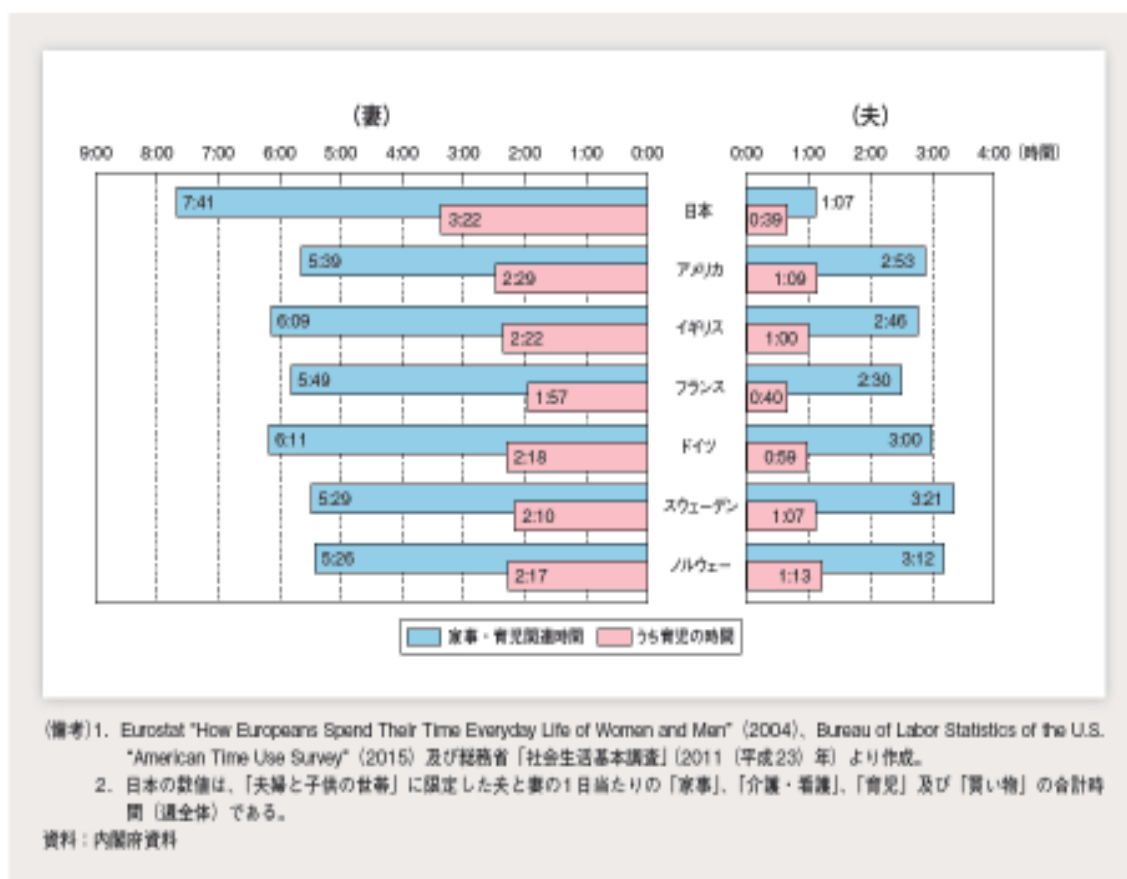 (妻) (夫)
9:00 8:00 7:00 6:00 5:00 4:00 3:00 2:00 1:00 0:00 0:00 1:00 2:00 3:00 4:00 (時間)
7:41 3:22 日本 0:39 1:07
5:39 2:29 アメリカ 1:09 2:53
6:09 2:22 イギリス 1:00 2:46
5:49 1:57 フランス 0:40 2:30
6:11 2:18 ドイツ 0:59 3:00
5:29 2:10 スウェーデン 1:07 3:21
5:26 2:17 ノルウェー 1:13 3:12
家事・育児関連時間 うち育児の時間
(備考)1. Eurostat "How Europeans Spend Their Time Everyday Life of Women and Men" (2004)、Bureau of Labor Statistics of the U.S.
"American Time Use Survey" (2015) 及び総務省「社会生活基本調査」(2011(平成23)年)より作成。
2. 日本の数値は、「夫婦と子供の世帯」に限定した夫と妻の1日当たりの「家事」、「介護・看護」、「育児」及び「買い物」の合計時
間(週全体)である。
資料:内閣府資料